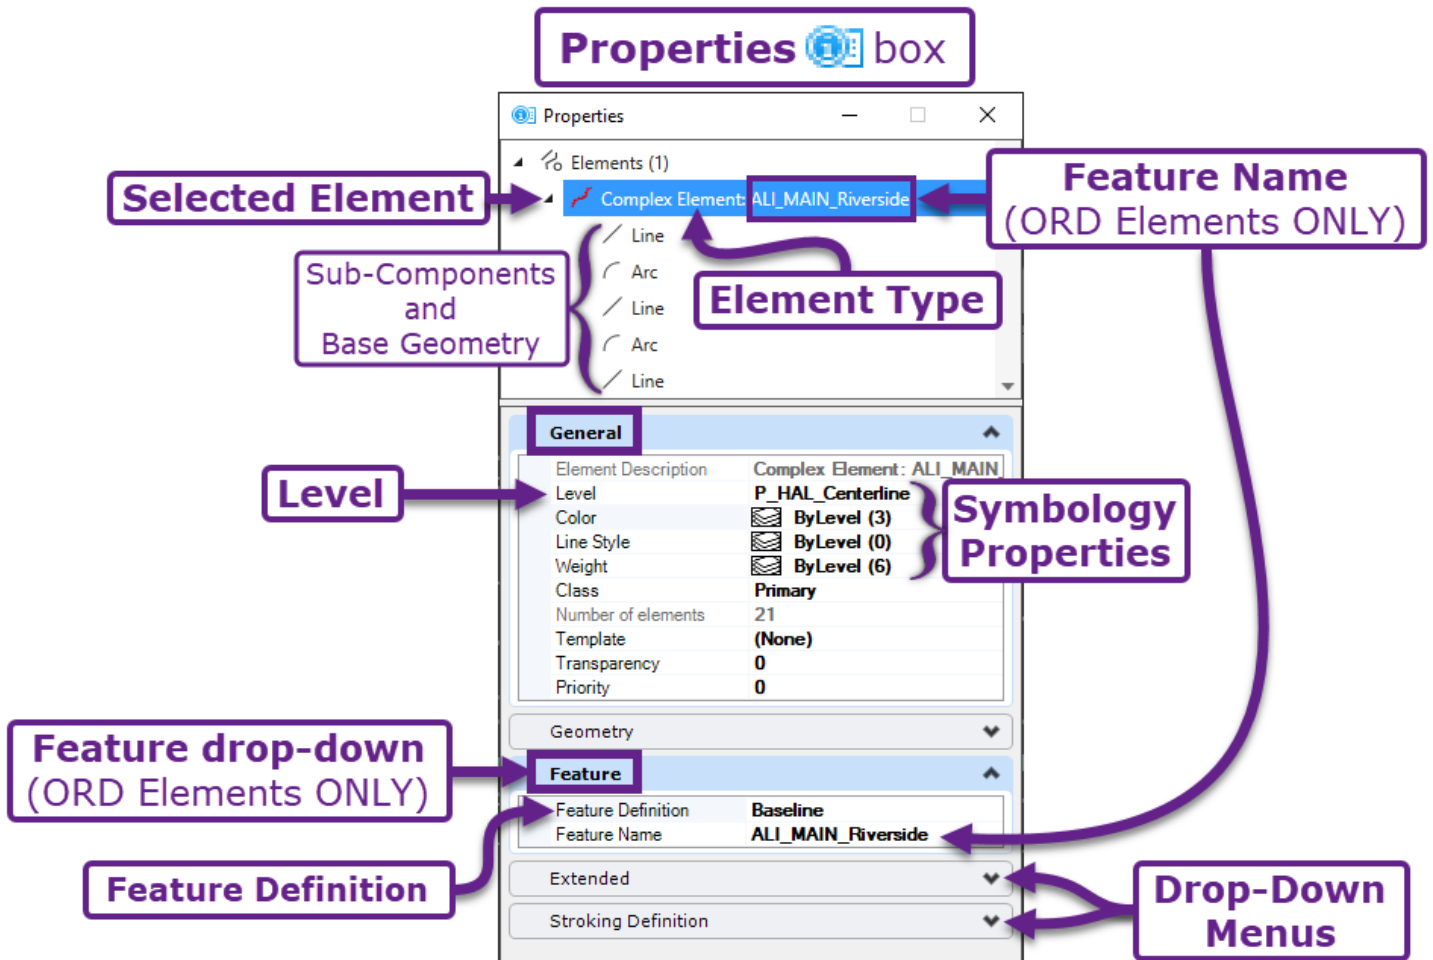 Properties box
Properties
Elements (1)
Selected Element
Complex Element: ALI_MAIN_Riverside
Feature Name
(ORD Elements ONLY)
Line
Arc
Line
Arc
Line
Sub-Components
and
Base Geometry
Element Type
General
Element Description Complex Element: ALI_MAIN
Level P_HAL_Centerline
Color ByLevel (3)
Line Style ByLevel (0)
Weight ByLevel (6)
Class Primary
Number of elements 21
Template (None)
Transparency 0
Priority 0
Level
Symbology
Properties
Geometry
Feature drop-down
(ORD Elements ONLY)
Feature
Feature Definition Baseline
Feature Name ALI_MAIN_Riverside
Feature Definition
Extended
Stroking Definition
Drop-Down
Menus